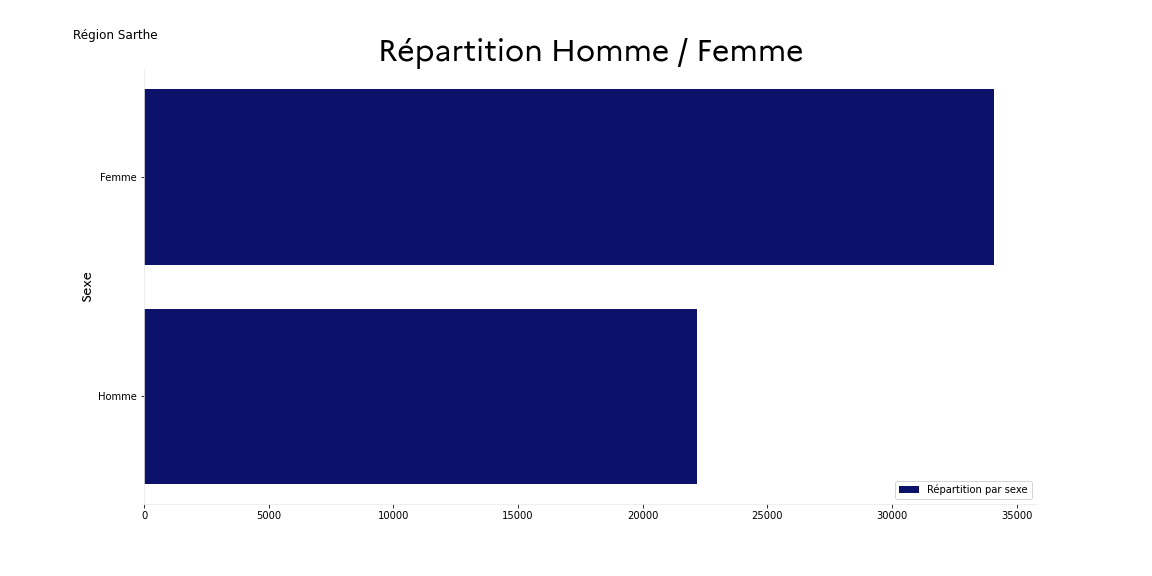 Région Sarthe
Répartition Homme / Femme
Femme
Sexe
Homme
Répartition par sexe
0 5000 10000 15000 20000 25000 30000 35000